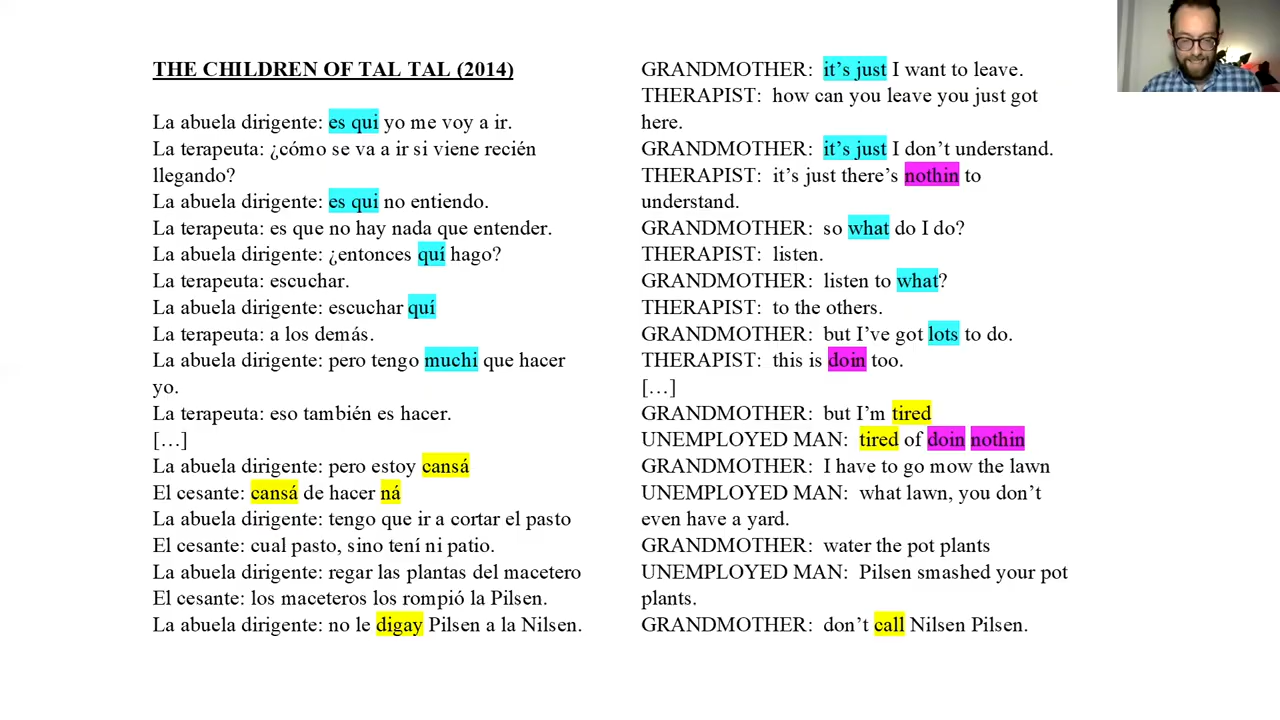 THE CHILDREN OF TAL TAL (2014)
La abuela dirigente: es qui yo me voy a ir.
La terapeuta: ¿cómo se va a ir si viene recién
llegando?
La abuela dirigente: es qui no entiendo.
La terapeuta: es que no hay nada que entender.
La abuela dirigente: ¿entonces quí hago?
La terapeuta: escuchar.
La abuela dirigente: escuchar quí
La terapeuta: a los demás.
La abuela dirigente: pero tengo muchi que hacer
yo.
La terapeuta: eso también es hacer.
[…]
La abuela dirigente: pero estoy cansá
El cesante: cansá de hacer ná
La abuela dirigente: tengo que ir a cortar el pasto
El cesante: cual pasto, sino tení ni patio.
La abuela dirigente: regar las plantas del macetero
El cesante: los maceteros los rompió la Pilsen.
La abuela dirigente: no le digay Pilsen a la Nilsen.
GRANDMOTHER: it’s just I want to leave.
THERAPIST: how can you leave you just got
here.
GRANDMOTHER: it’s just I don’t understand.
THERAPIST: it’s just there’s nothin to
understand.
GRANDMOTHER: so what do I do?
THERAPIST: listen.
GRANDMOTHER: listen to what?
THERAPIST: to the others.
GRANDMOTHER: but I’ve got lots to do.
THERAPIST: this is doin too.
[…]
GRANDMOTHER: but I’m tired
UNEMPLOYED MAN: tired of doin nothin
GRANDMOTHER: I have to go mow the lawn
UNEMPLOYED MAN: what lawn, you don’t
even have a yard.
GRANDMOTHER: water the pot plants
UNEMPLOYED MAN: Pilsen smashed your pot
plants.
GRANDMOTHER: don’t call Nilsen Pilsen.